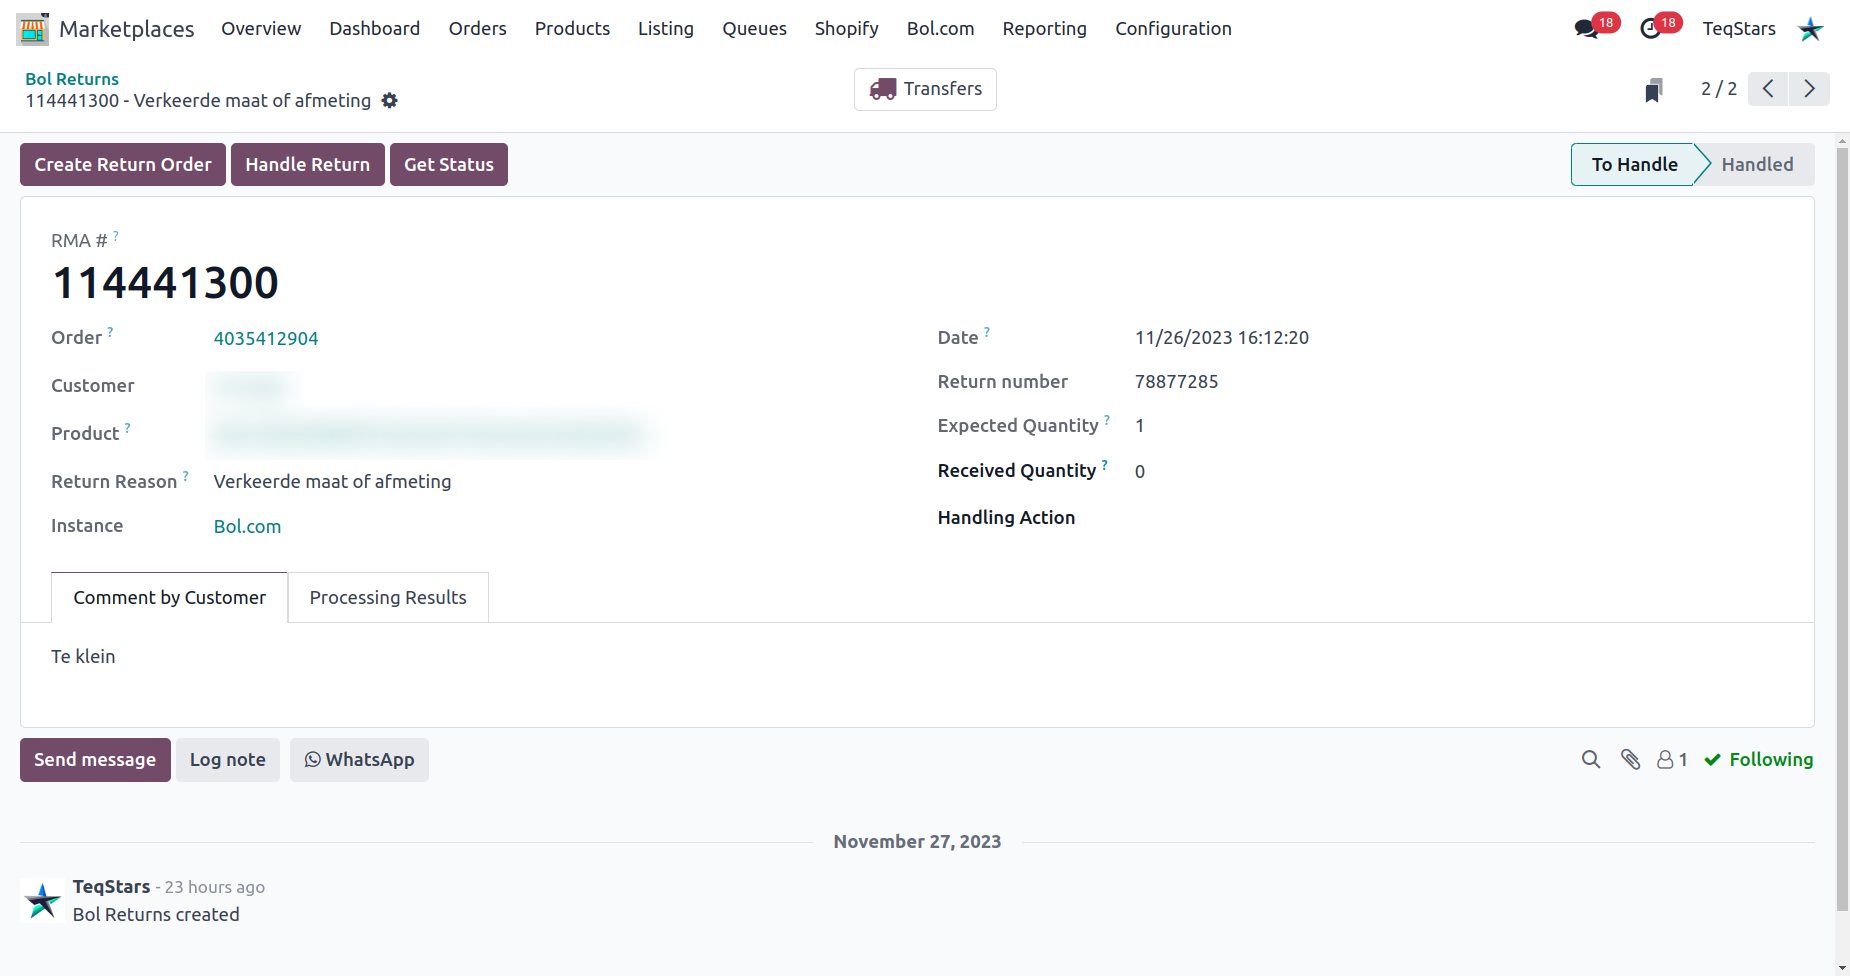 Marketplaces Overview Dashboard Orders Products Listing Queues Shopify Bol.com Reporting Configuration 18 18 TeqStars
Bol Returns
114441300 - Verkeerde maat of afmeting
Transfers
2 / 2
Create Return Order Handle Return Get Status
To Handle Handled
RMA # ?
114441300
Order ? 4035412904
Date ? 11/26/2023 16:12:20
Customer
Return number 78877285
Product ?
Expected Quantity ? 1
Return Reason ? Verkeerde maat of afmeting
Received Quantity ? 0
Instance Bol.com
Handling Action
Comment by Customer Processing Results
Te klein
Send message Log note WhatsApp
1 Following
November 27, 2023
TeqStars - 23 hours ago
Bol Returns created